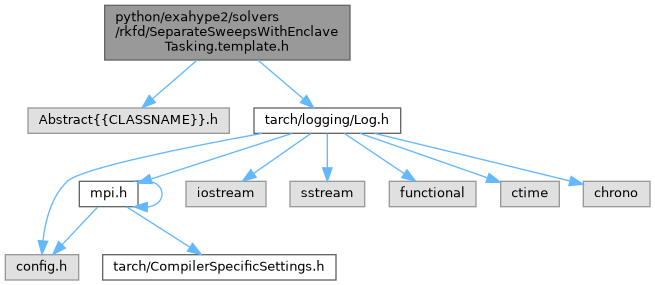 python/exahype2/solvers
/rkfd/SeparateSweepsWithEnclave
Tasking.template.h
Abstract{{CLASSNAME}}.h
tarch/logging/Log.h
mpi.h
iostream
sstream
functional
ctime
chrono
config.h
tarch/CompilerSpecificSettings.h